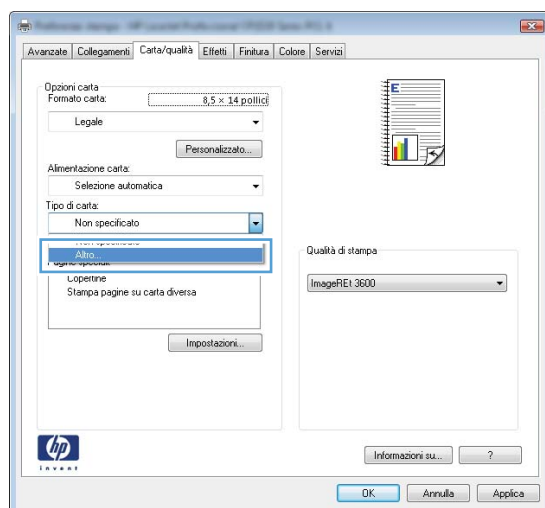 Avanzate Collegamenti Carta/qualità Effetti Finitura Colore Servizi
Opzioni carta
Formato carta: 8,5 × 14 pollici
Legale
Personalizzato...
Alimentazione carta:
Selezione automatica
Tipo di carta:
Non specificato
Altro...
Copertine
Stampa pagine su carta diversa
Impostazioni...
E
Qualità di stampa
ImageREt 3600
hp
invent
Informazioni su... ?
OK Annulla Applica